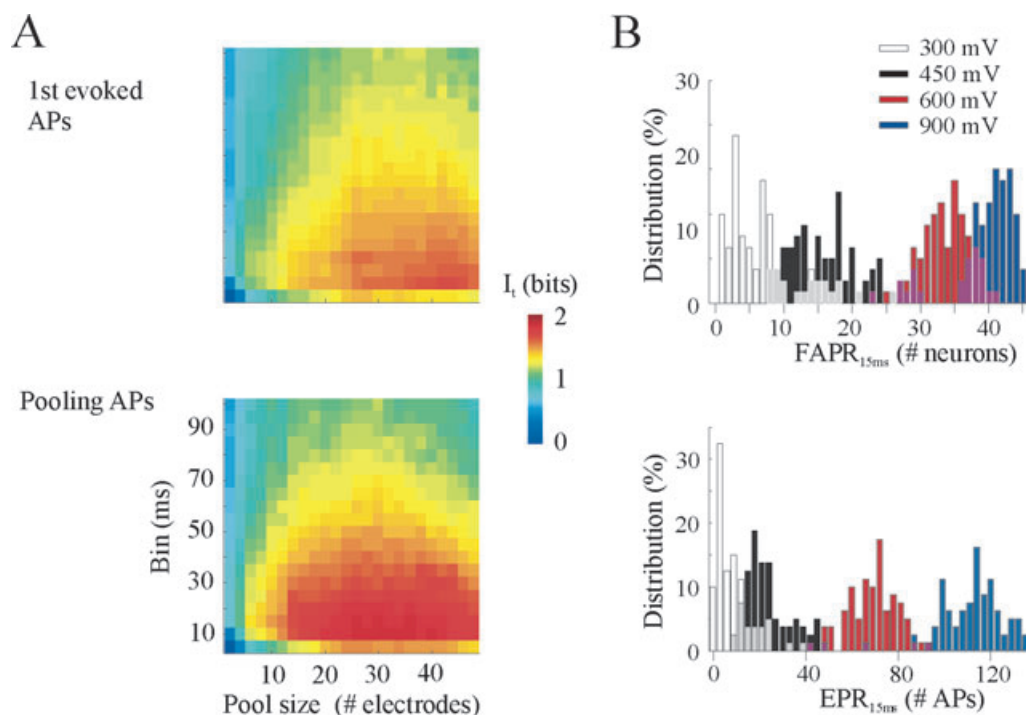 A
1st evoked
APs
Pooling APs
Bin (ms)
90
70
50
30
10
10 20 30 40
Pool size (# electrodes)
I_t (bits)
2
1
0
B
300 mV
450 mV
600 mV
900 mV
Distribution (%)
30
20
10
0
0 10 20 30 40
FAPR_15ms (# neurons)
Distribution (%)
30
20
10
0
0 40 80 120
EPR_15ms (# APs)